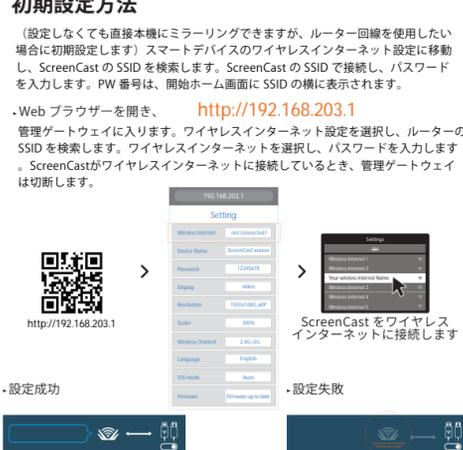 初期設定方法
（設定しなくても直接本機にミラーリングできますが、ルーター回線を使用したい
場合に初期設定します）スマートデバイスのワイヤレスインターネット設定に移動
し、ScreenCast の SSID を検索します。ScreenCast の SSID で接続し、パスワード
を入力します。PW 番号は、開始ホーム画面に SSID の横に表示されます。
Web ブラウザーを開き、 http://192.168.203.1
管理ゲートウェイに入ります。ワイヤレスインターネット設定を選択し、ルーターの
SSID を検索します。ワイヤレスインターネットを選択し、パスワードを入力します
。ScreenCastがワイヤレスインターネットに接続しているとき、管理ゲートウェイ
は切断します。
192.168.203.1
Setting
Wireless Internet not connected !
Device Name ScreenCast
Password 12345678
Display video
Resolution 1920x1080_60P
Scaler 100%
Wireless Channel 2.4G+5G
Language English
iOS mode Auto
Firmware Firmware up to date
http://192.168.203.1
Settings
Wireless Internet 1
Wireless Internet 2
Your wireless Internet Name
Wireless Internet 3
Wireless Internet 4
Wireless Internet 5
ScreenCast をワイヤレス
インターネットに接続します
設定成功
設定失敗